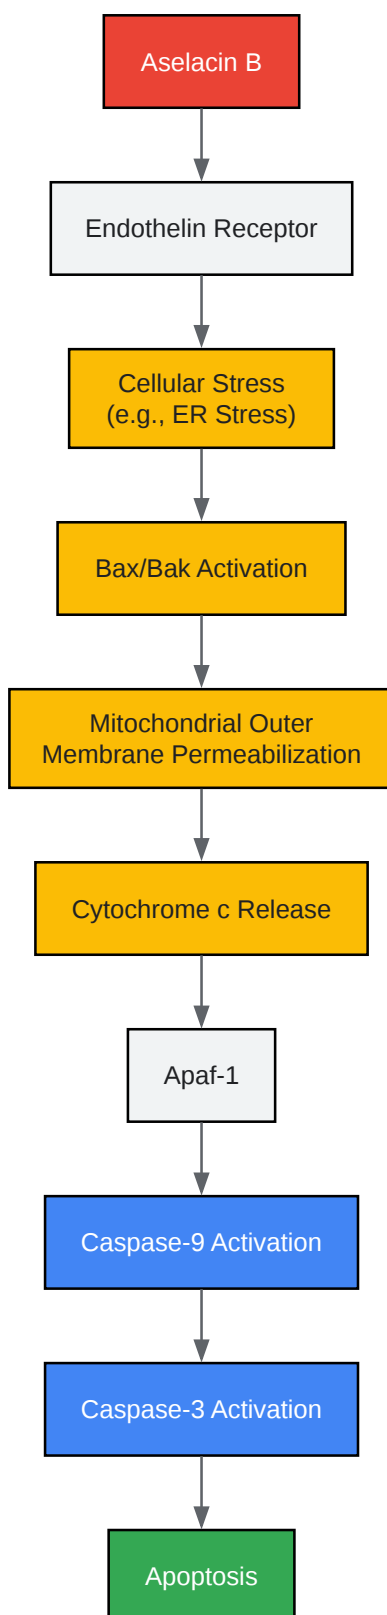 Aselacin B
Endothelin Receptor
Cellular Stress
(e.g., ER Stress)
Bax/Bak Activation
Mitochondrial Outer
Membrane Permeabilization
Cytochrome c Release
Apaf-1
Caspase-9 Activation
Caspase-3 Activation
Apoptosis